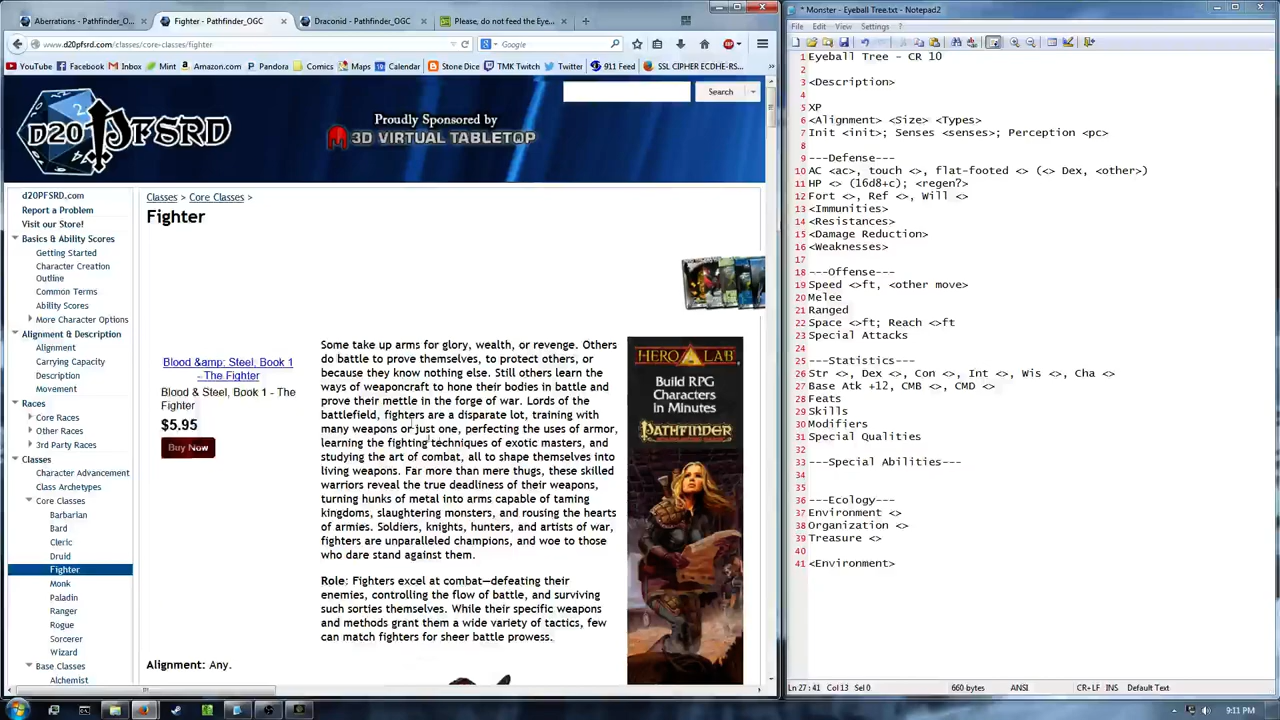 Aberrations - Pathfinder_O...
Fighter - Pathfinder_OGC
Draconid - Pathfinder_OGC
Please, do not feed the Eye...
www.d20pfsrd.com/classes/core-classes/fighter
Google
YouTube Facebook Inbox Mint Amazon.com Pandora Comics Maps Calendar Stone Dice TMK Twitch Twitter 911 Feed SSL CIPHER ECDHE-RS...
D20 PFSRD
Proudly Sponsored by
3D VIRTUAL TABLETOP
Search
d20PFSRD.com
Report a Problem
Visit our Store!
Basics & Ability Scores
Getting Started
Character Creation
Outline
Common Terms
Ability Scores
More Character Options
Alignment & Description
Alignment
Carrying Capacity
Description
Movement
Races
Core Races
Other Races
3rd Party Races
Classes
Character Advancement
Class Archetypes
Core Classes
Barbarian
Bard
Cleric
Druid
Fighter
Monk
Paladin
Ranger
Rogue
Sorcerer
Wizard
Base Classes
Alchemist
Classes > Core Classes >
Fighter
Blood &amp; Steel, Book 1
- The Fighter
Blood & Steel, Book 1 - The
Fighter
$5.95
Buy Now
Some take up arms for glory, wealth, or revenge. Others
do battle to prove themselves, to protect others, or
because they know nothing else. Still others learn the
ways of weaponcraft to hone their bodies in battle and
prove their mettle in the forge of war. Lords of the
battlefield, fighters are a disparate lot, training with
many weapons or just one, perfecting the uses of armor,
learning the fighting techniques of exotic masters, and
studying the art of combat, all to shape themselves into
living weapons. Far more than mere thugs, these skilled
warriors reveal the true deadliness of their weapons,
turning hunks of metal into arms capable of taming
kingdoms, slaughtering monsters, and rousing the hearts
of armies. Soldiers, knights, hunters, and artists of war,
fighters are unparalleled champions, and woe to those
who dare stand against them.
Role: Fighters excel at combat—defeating their
enemies, controlling the flow of battle, and surviving
such sorties themselves. While their specific weapons
and methods grant them a wide variety of tactics, few
can match fighters for sheer battle prowess.
Alignment: Any.
HERO LAB
Build RPG
Characters
in Minutes
PATHFINDER
* Monster - Eyeball Tree.txt - Notepad2
File Edit View Settings ?
1 Eyeball Tree - CR 10
2
3 <Description>
4
5 XP
6 <Alignment> <Size> <Types>
7 Init <init>; Senses <senses>; Perception <pc>
8
9 ---Defense---
10 AC <ac>, touch <>, flat-footed <> (<> Dex, <other>)
11 HP <> (16d8+c); <regen?>
12 Fort <>, Ref <>, Will <>
13 <Immunities>
14 <Resistances>
15 <Damage Reduction>
16 <Weaknesses>
17
18 ---Offense---
19 Speed <>ft, <other move>
20 Melee
21 Ranged
22 Space <>ft; Reach <>ft
23 Special Attacks
24
25 ---Statistics---
26 Str <>, Dex <>, Con <>, Int <>, Wis <>, Cha <>
27 Base Atk +12, CMB <>, CMD <>
28 Feats
29 Skills
30 Modifiers
31 Special Qualities
32
33 ---Special Abilities---
34
35
36 ---Ecology---
37 Environment <>
38 Organization <>
39 Treasure <>
40
41 <Environment>
Ln 27 : 41 Col 13 Sel 0 660 bytes ANSI CR+LF INS Default Text
9:11 PM